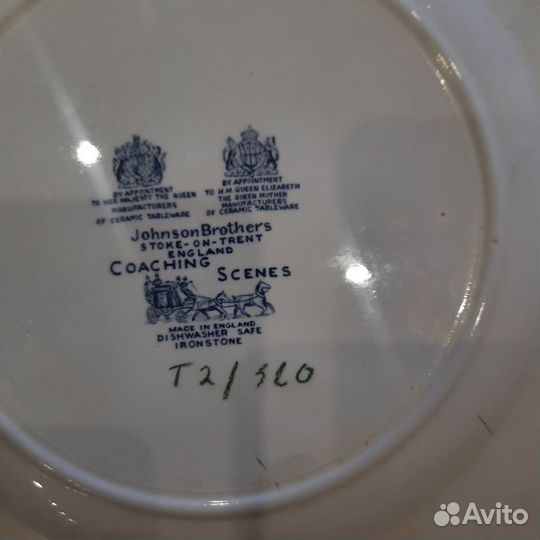 BY APPOINTMENT
TO HER MAJESTY THE QUEEN
MANUFACTURERS
OF CERAMIC TABLEWARE
BY APPOINTMENT
TO H.M. QUEEN ELIZABETH
THE QUEEN MOTHER
MANUFACTURERS
OF CERAMIC TABLEWARE
Johnson Brothers
STOKE-ON-TRENT
ENGLAND
COACHING SCENES
MADE IN ENGLAND
DISHWASHER SAFE
IRONSTONE
T2/
Avito